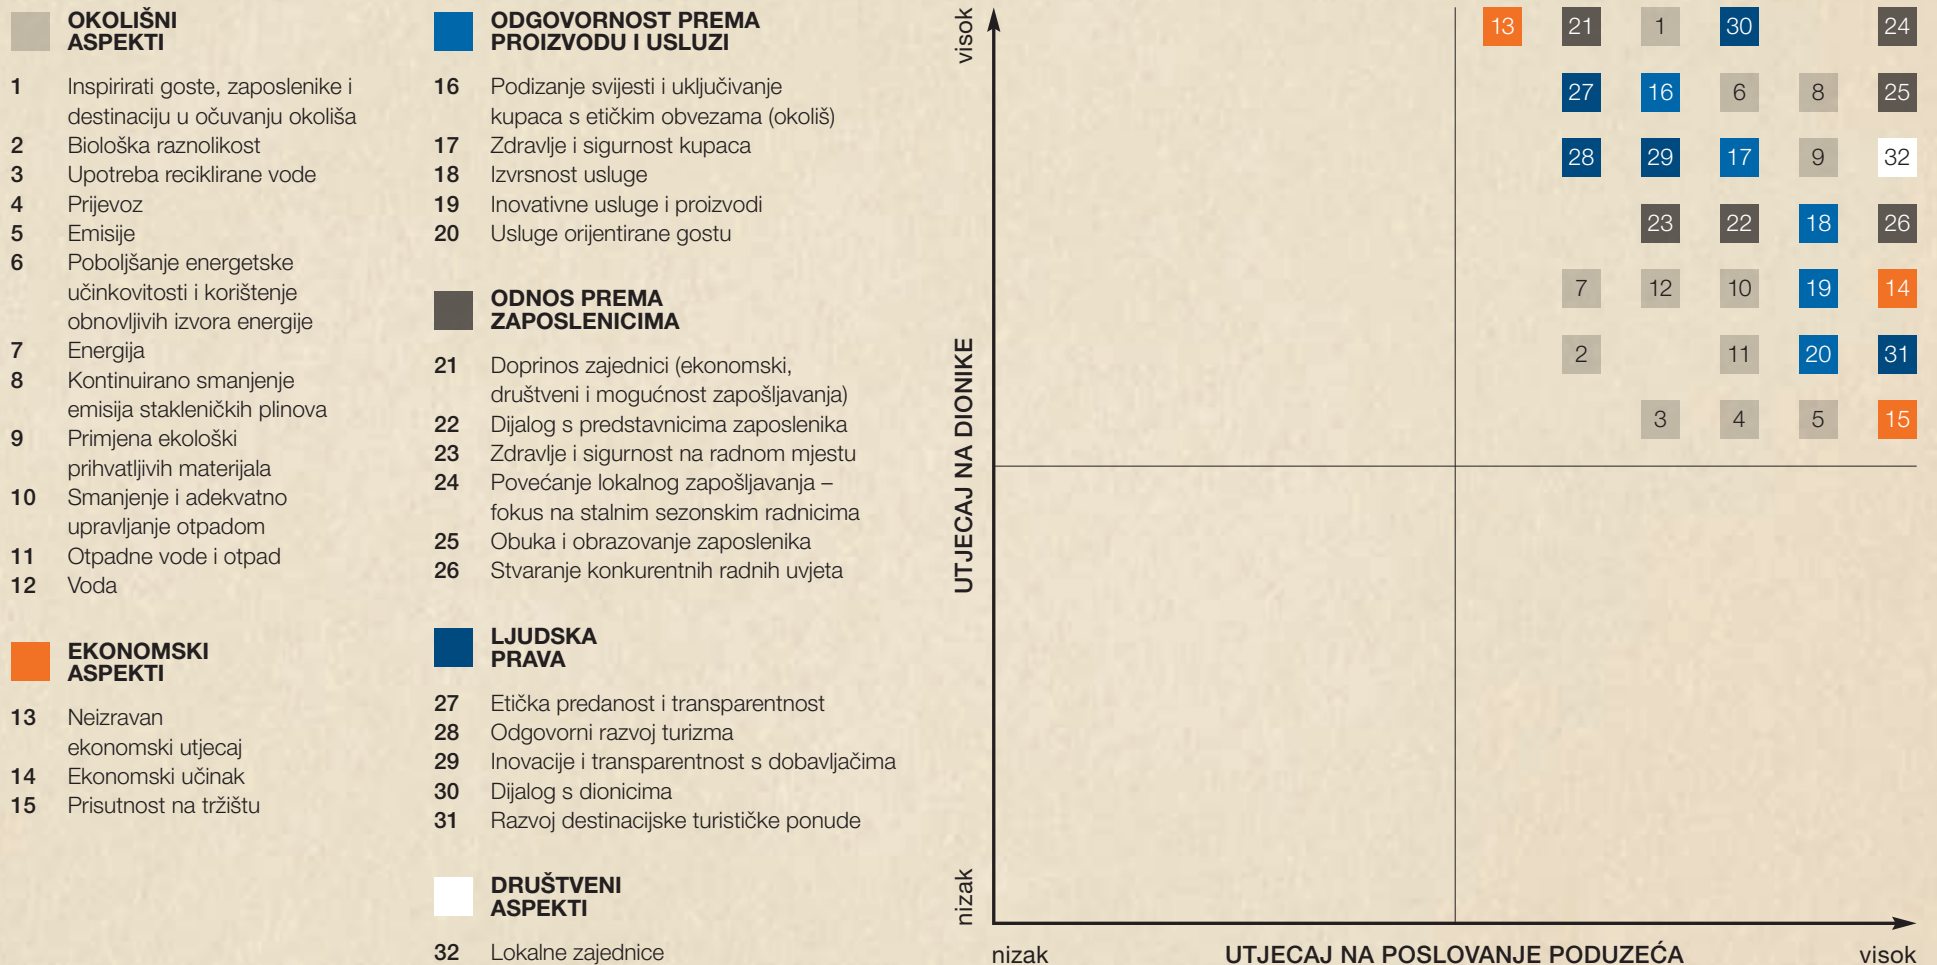 OKOLIŠNI
ASPEKTI
1 Inspirirati goste, zaposlenike i
destinaciju u očuvanju okoliša
2 Biološka raznolikost
3 Upotreba reciklirane vode
4 Prijevoz
5 Emisije
6 Poboljšanje energetske
učinkovitosti i korištenje
obnovljivih izvora energije
7 Energija
8 Kontinuirano smanjenje
emisija stakleničkih plinova
9 Primjena ekološki
prihvatljivih materijala
10 Smanjenje i adekvatno
upravljanje otpadom
11 Otpadne vode i otpad
12 Voda
EKONOMSKI
ASPEKTI
13 Neizravan
ekonomski utjecaj
14 Ekonomski učinak
15 Prisutnost na tržištu
ODGOVORNOST PREMA
PROIZVODU I USLUZI
16 Podizanje svijesti i uključivanje
kupaca s etičkim obvezama (okoliš)
17 Zdravlje i sigurnost kupaca
18 Izvrsnost usluge
19 Inovativne usluge i proizvodi
20 Usluge orijentirane gostu
ODNOS PREMA
ZAPOSLENICIMA
21 Doprinos zajednici (ekonomski,
društveni i mogućnost zapošljavanja)
22 Dijalog s predstavnicima zaposlenika
23 Zdravlje i sigurnost na radnom mjestu
24 Povećanje lokalnog zapošljavanja –
fokus na stalnim sezonskim radnicima
25 Obuka i obrazovanje zaposlenika
26 Stvaranje konkurentnih radnih uvjeta
LJUDSKA
PRAVA
27 Etička predanost i transparentnost
28 Odgovorni razvoj turizma
29 Inovacije i transparentnost s dobavljačima
30 Dijalog s dionicima
31 Razvoj destinacijske turističke ponude
DRUŠTVENI
ASPEKTI
32 Lokalne zajednice
visok
UTJECAJ NA DIONIKE
nizak
13 21 1 30 24
27 16 6 8 25
28 29 17 9 32
23 22 18 26
7 12 10 19 14
2 11 20 31
3 4 5 15
nizak UTJECAJ NA POSLOVANJE PODUZEĆA visok